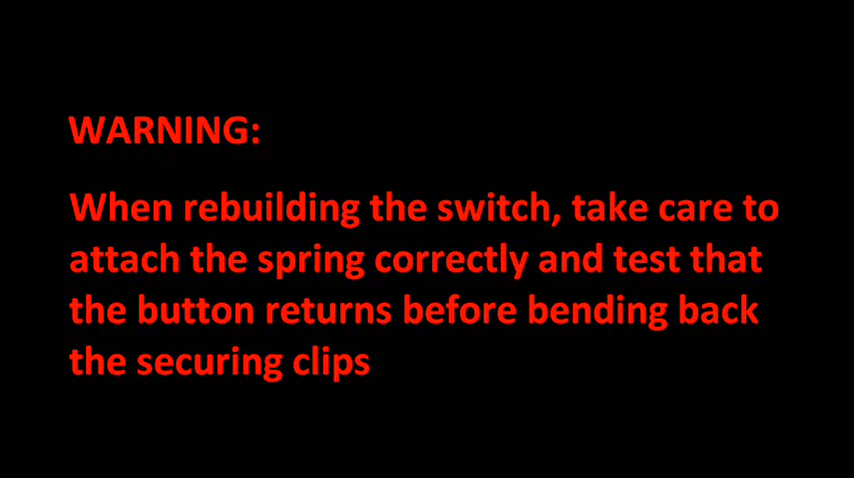 WARNING:
When rebuilding the switch, take care to
attach the spring correctly and test that
the button returns before bending back
the securing clips